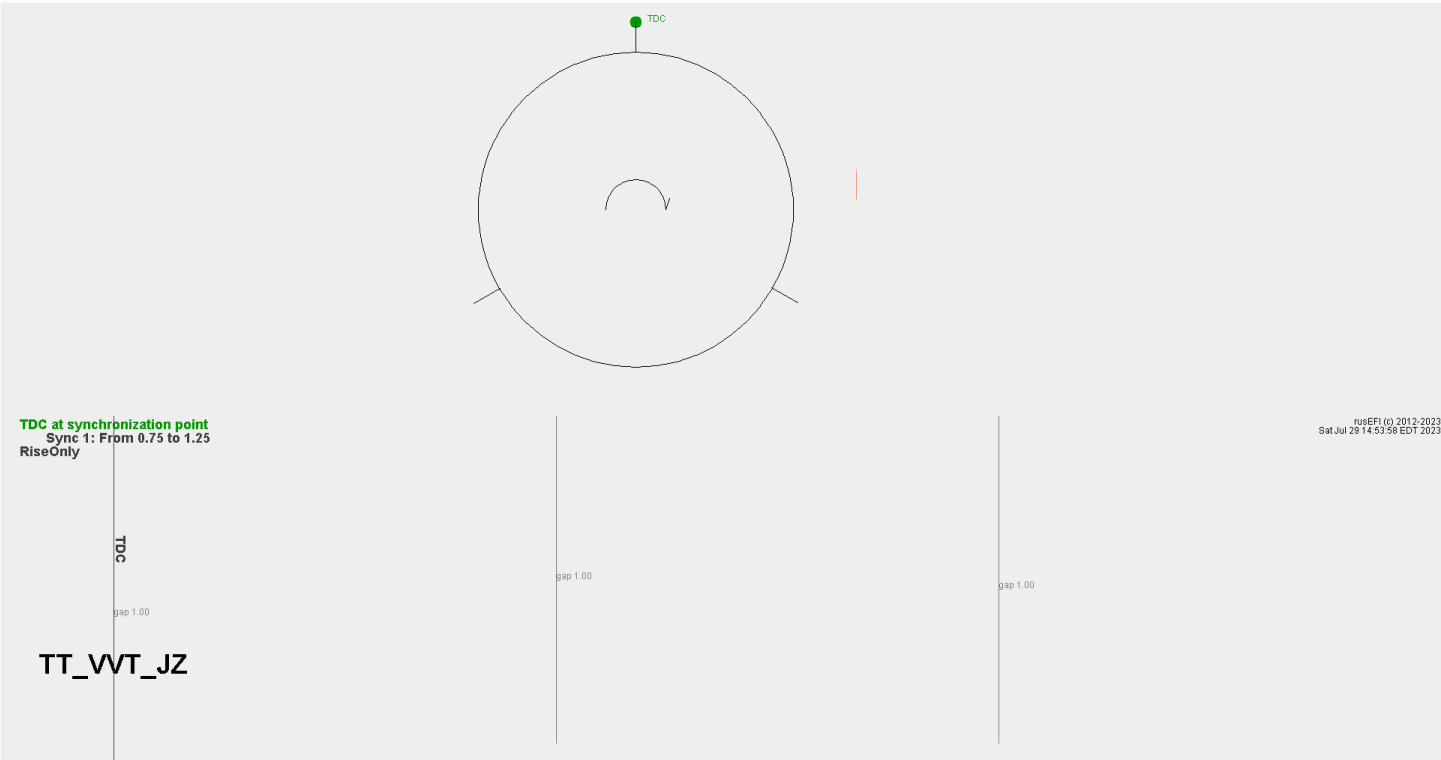 TDC
TDC at synchronization point
Sync 1: From 0.75 to 1.25
RiseOnly
rusEFI (c) 2012-2023
Sat Jul 29 14:53:58 EDT 2023
TDC
gap 1.00
gap 1.00
gap 1.00
TT_VVT_JZ